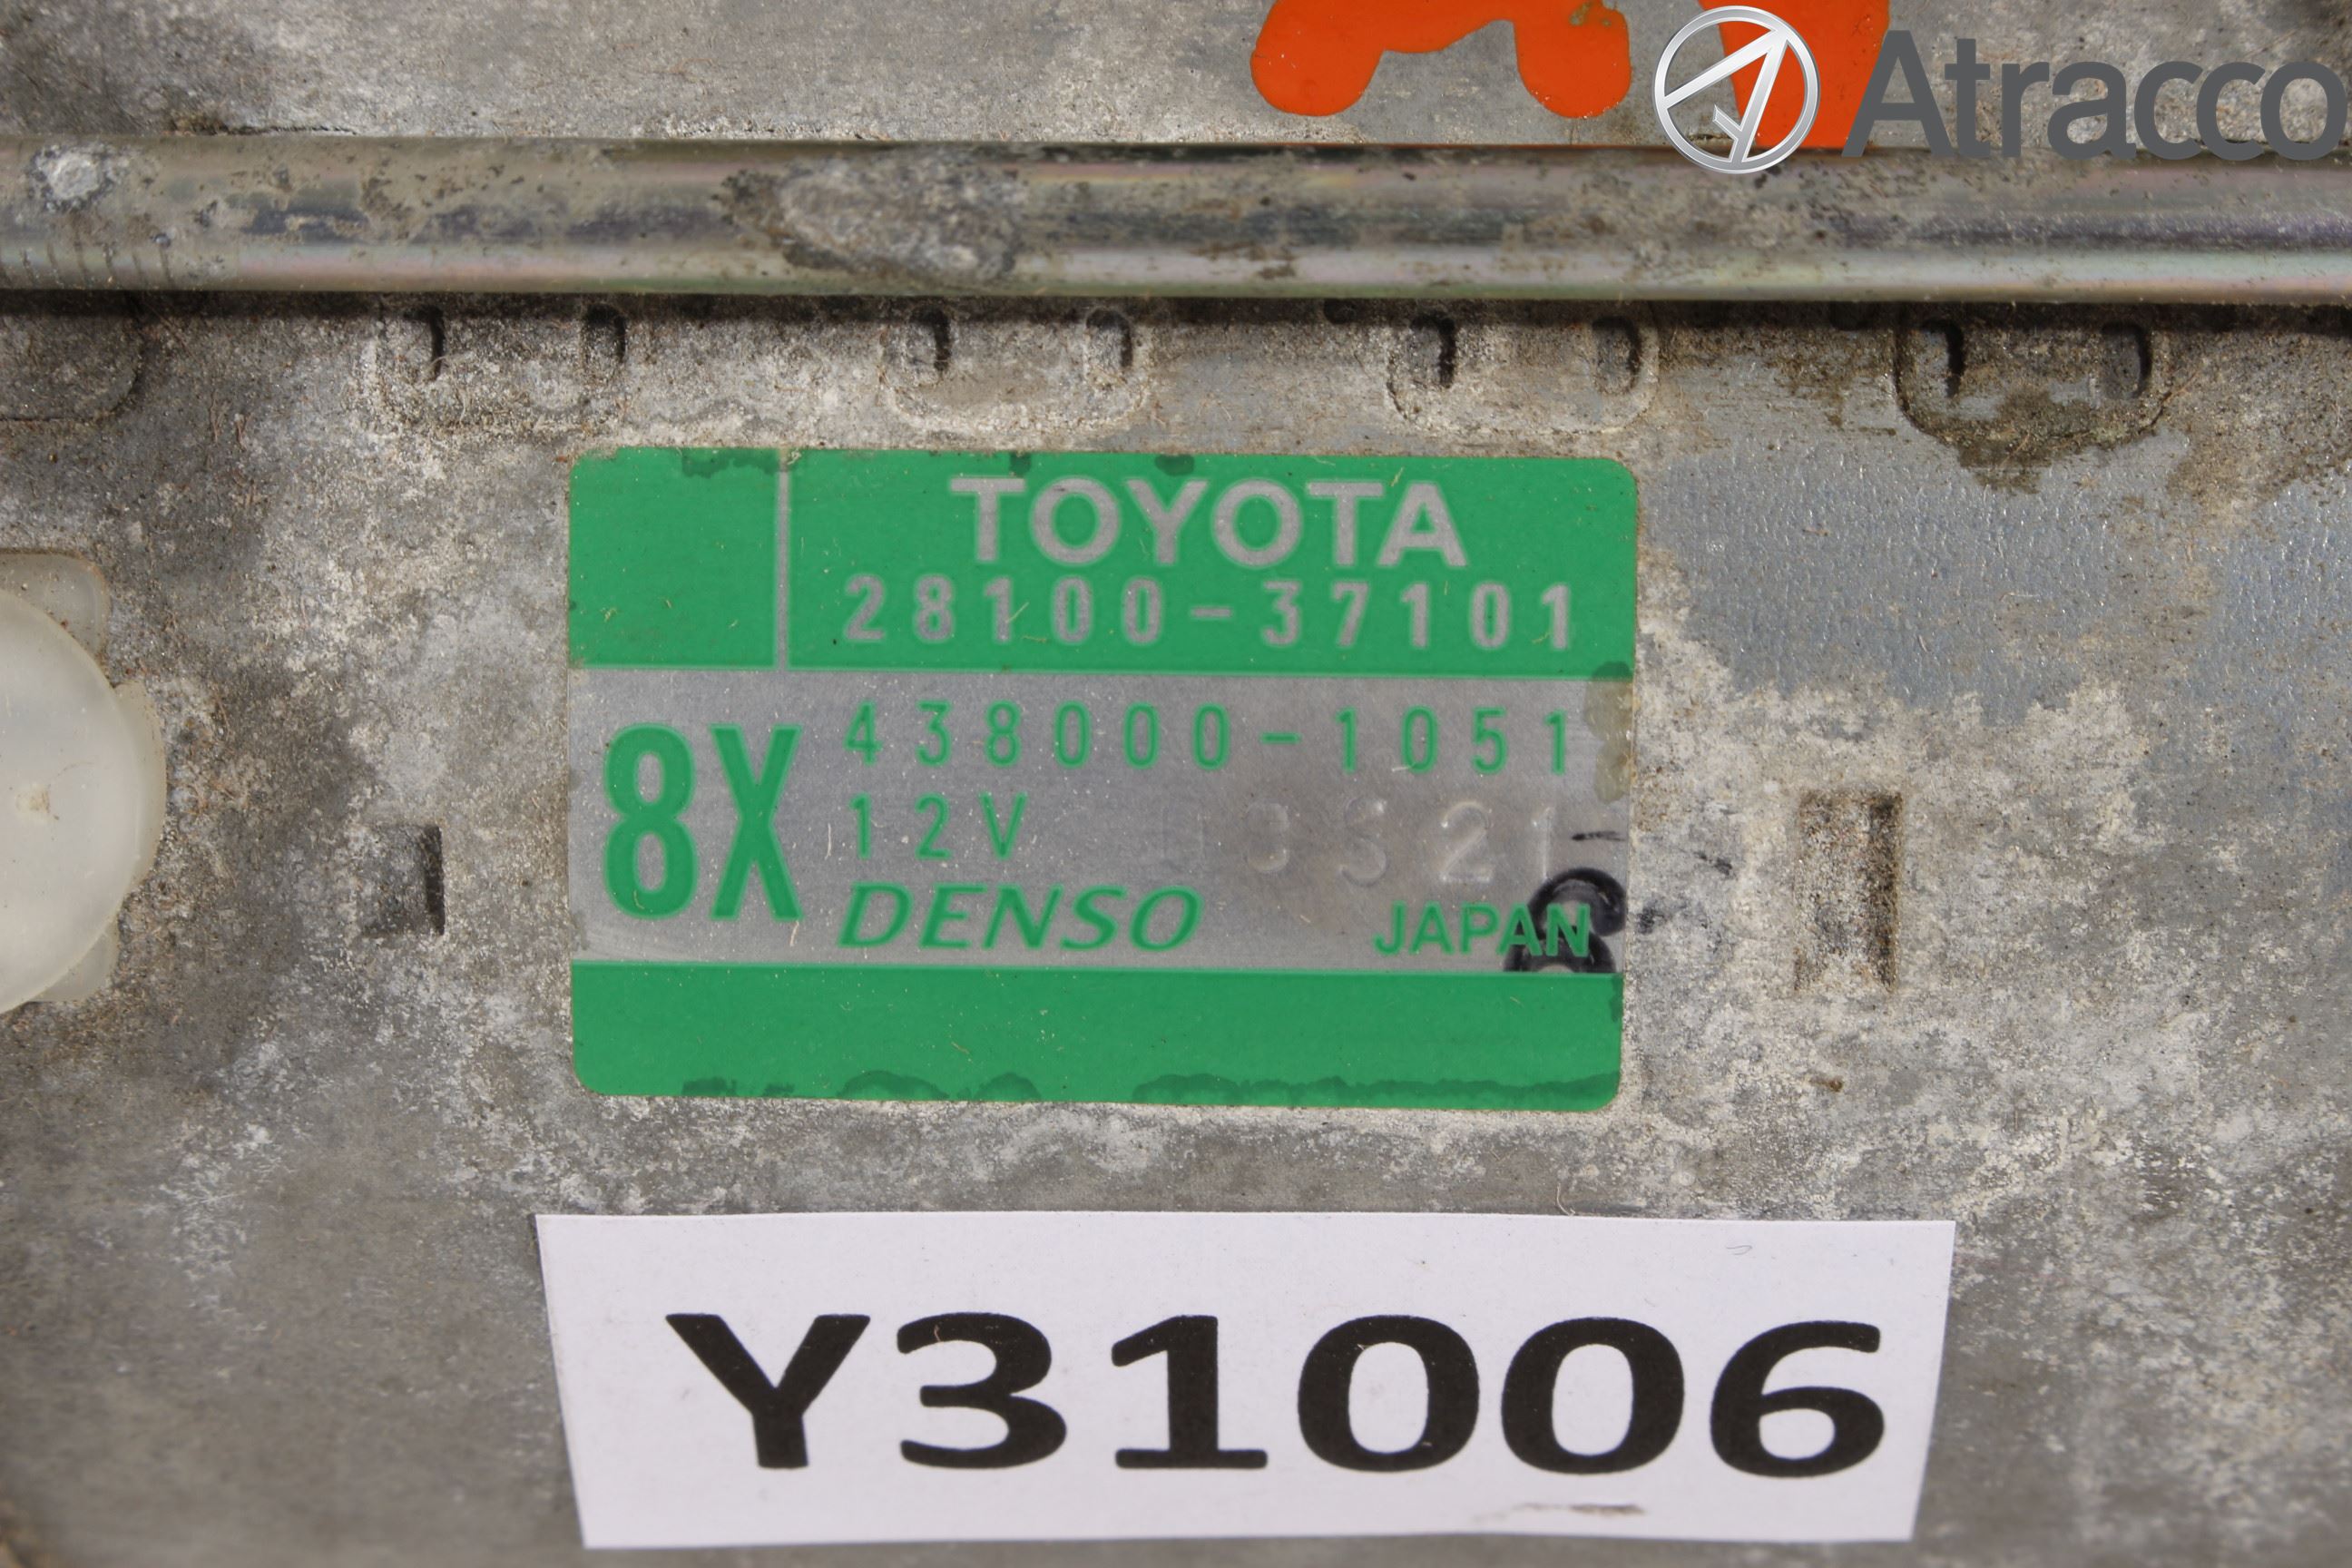 Atracco
TOYOTA
28100-37101
8X
438000-1051
12V
DENSO
JAPAN
Y31006